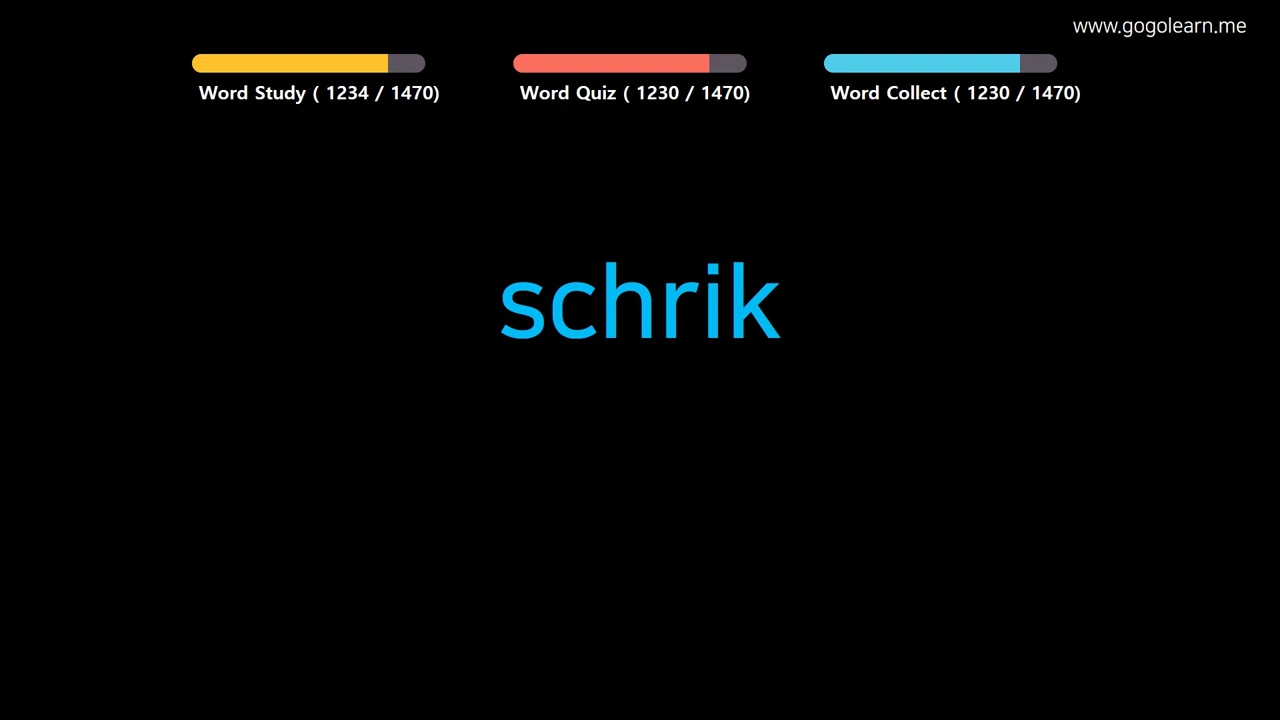 www.gogolearn.me
Word Study ( 1234 / 1470)
Word Quiz ( 1230 / 1470)
Word Collect ( 1230 / 1470)
schrik